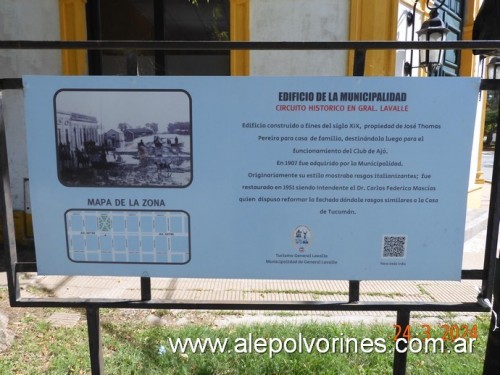 EDIFICIO DE LA MUNICIPALIDAD
CIRCUITO HISTORICO EN GRAL. LAVALLE
Edificio construido a fines del siglo XIX, propiedad de José Thomas
Pereira para casa de familia, destinándola luego para el
funcionamiento del Club de Ajó.
En 1907 fue adquirido por la Municipalidad.
Originariamente su estilo mostraba rasgos italianizantes; fue
restaurado en 1951 siendo intendente el Dr. Carlos Federico Mascías
quien dispuso reformar la fachada dándole rasgos similares a la Casa
de Tucumán.
MAPA DE LA ZONA
Turismo General Lavalle
Municipalidad de General Lavalle
24 3 2024
www.alepolvorines.com.ar